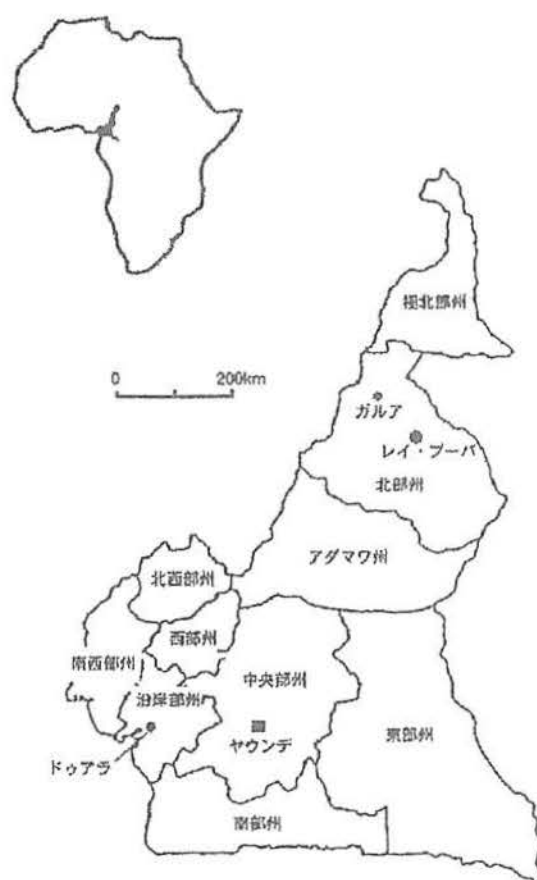 極北部州
0 200km
ガルア
レイ・ブーバ
北部州
アダマワ州
北西部州
西部州
南西部州
中央部州
沿岸部州
ヤウンデ
東部州
ドゥアラ
南部州